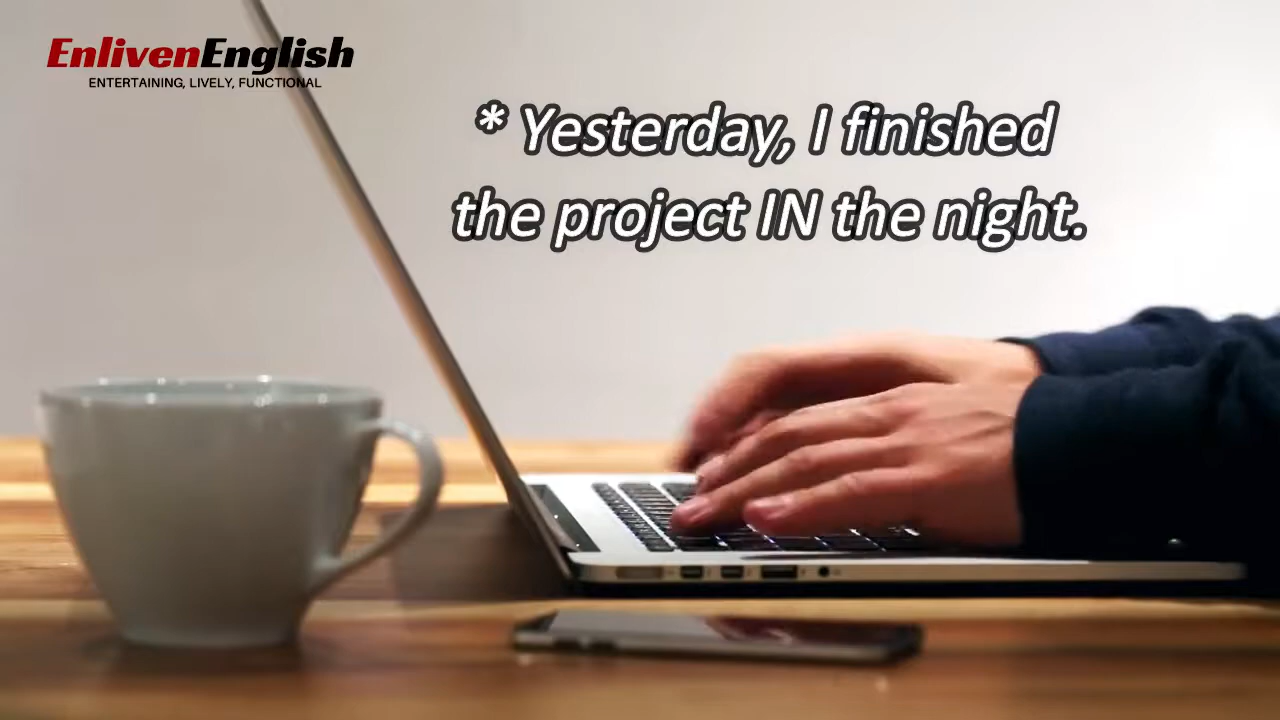 EnlivenEnglish
ENTERTAINING, LIVELY, FUNCTIONAL
* Yesterday, I finished
the project IN the night.